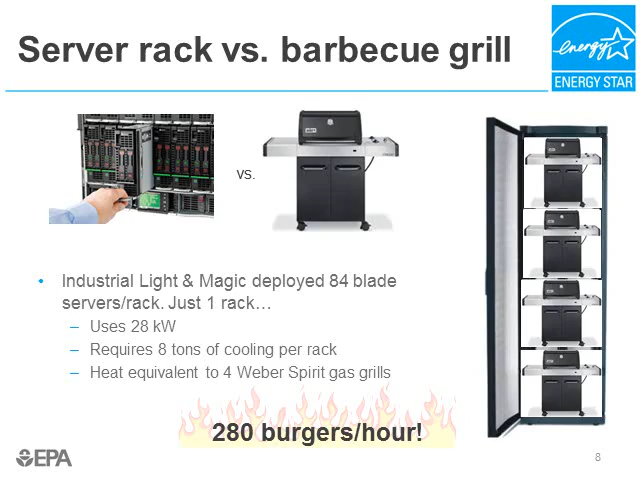 Server rack vs. barbecue grill
energy
ENERGY STAR
vs.
• Industrial Light & Magic deployed 84 blade
servers/rack. Just 1 rack…
– Uses 28 kW
– Requires 8 tons of cooling per rack
– Heat equivalent to 4 Weber Spirit gas grills
280 burgers/hour!
EPA
8